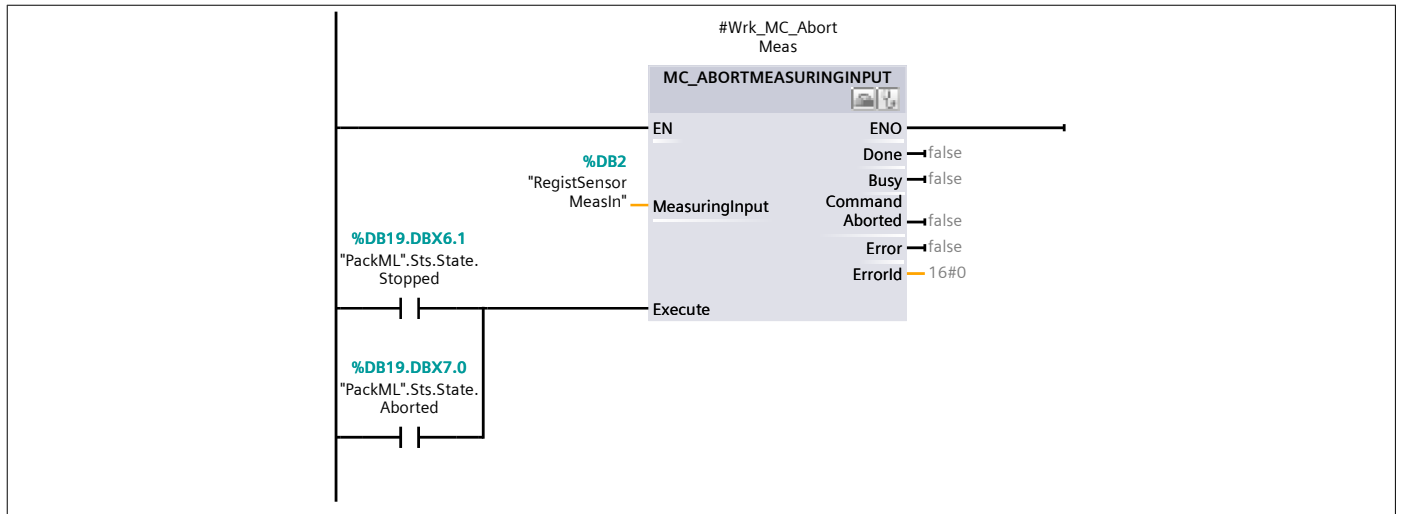 #Wrk_MC_Abort
Meas
MC_ABORTMEASURINGINPUT
EN
ENO
Done
false
%DB2
"RegistSensor
MeasIn"
MeasuringInput
Busy
false
Command
Aborted
false
%DB19.DBX6.1
"PackML".Sts.State.
Stopped
Error
false
ErrorId
16#0
Execute
%DB19.DBX7.0
"PackML".Sts.State.
Aborted